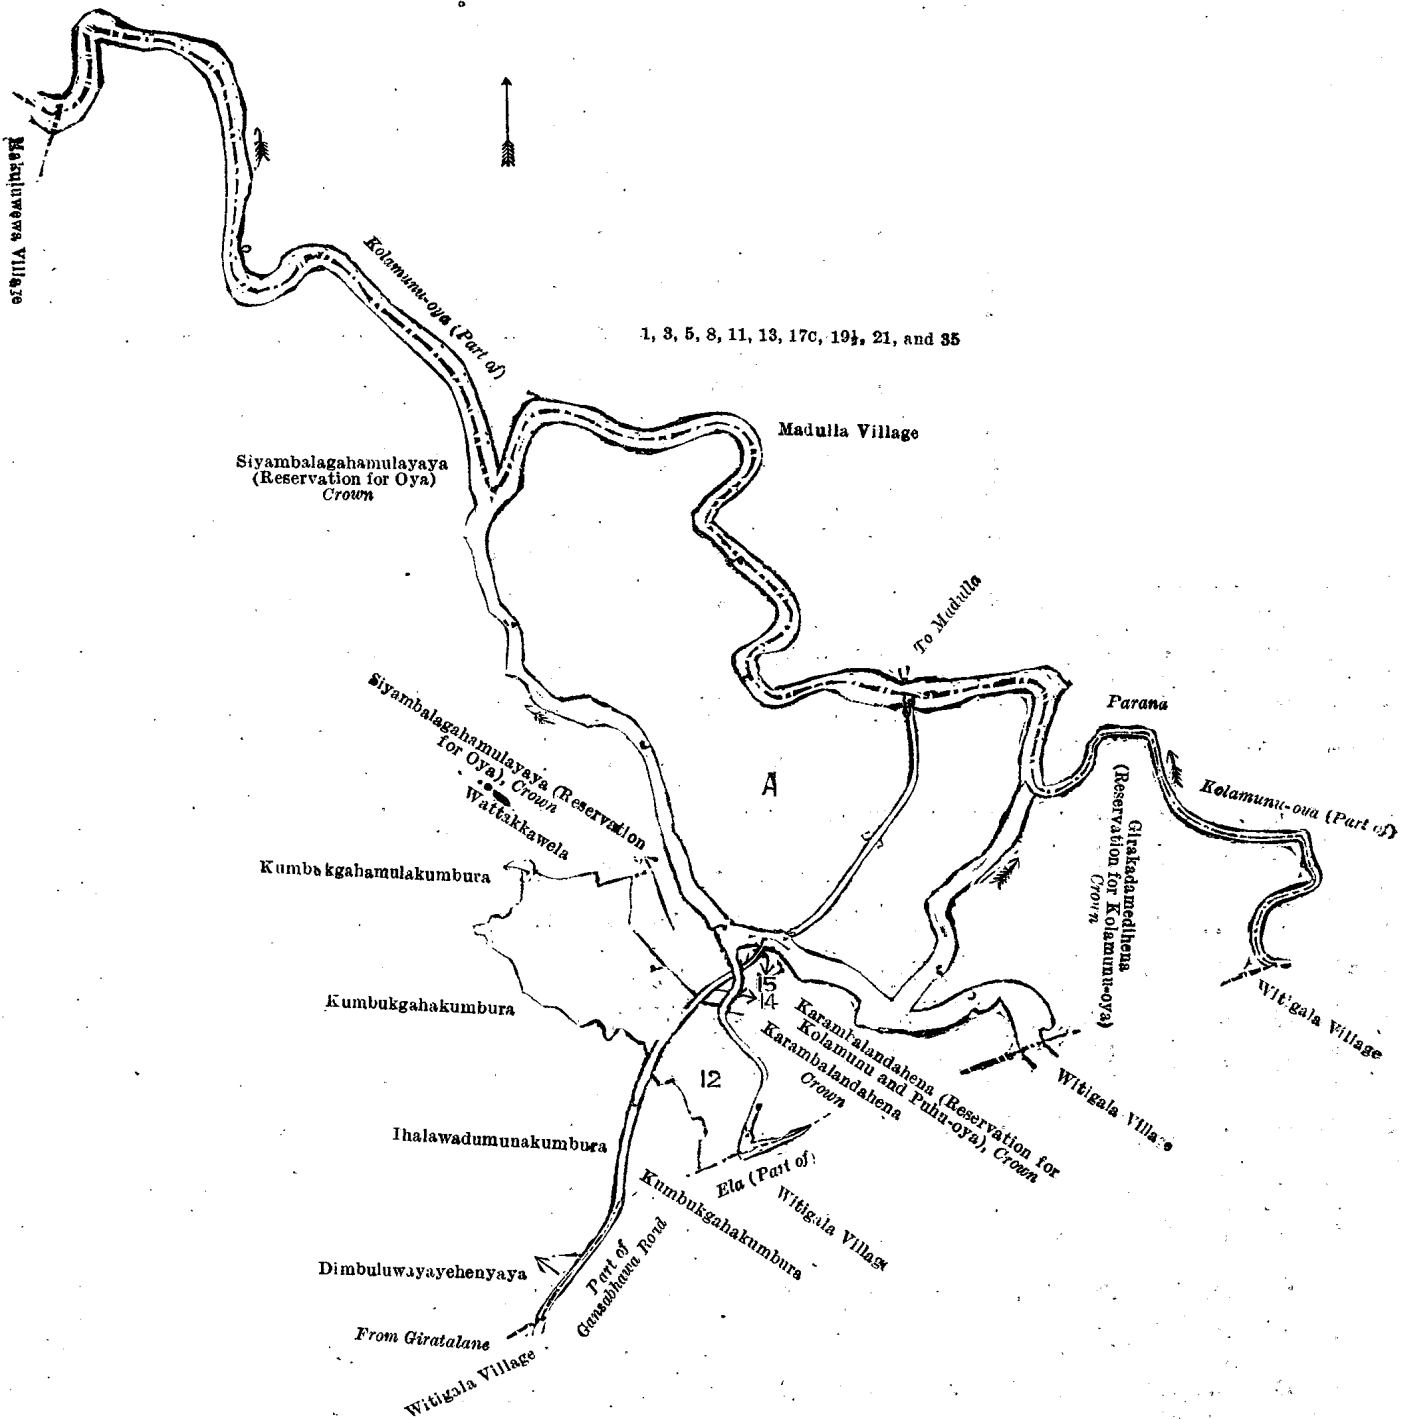 Makuluwewa Village
Kolamunu-oya (Part of)
1, 3, 5, 8, 11, 13, 17C, 19½, 21, and 35
Madulla Village
Siyambalagahamulayaya
(Reservation for Oya)
Crown
To Madulla
Siyambalagahamulayaya (Reservation
for Oya), Crown
Wattakkawela
Parana
A
Kolamunu-oya (Part of)
Girakadamedihena
(Reservation for Kolamunu-oya)
Crown
Kumbukgahamulakumbura
Witigala Village
Kumbukgahakumbura
15
14
Karambalandahena (Reservation for
Kolamunu and Puhu-oya), Crown
Karambalandahena
Crown
Witigala Village
12
Ihalawadumunakumbura
Ela (Part of)
Witigala Village
Kumbukgahakumbura
Part of
Gansabhawa Road
Dimbuluwayayehenyaya
From Giratalane
Witigala Village